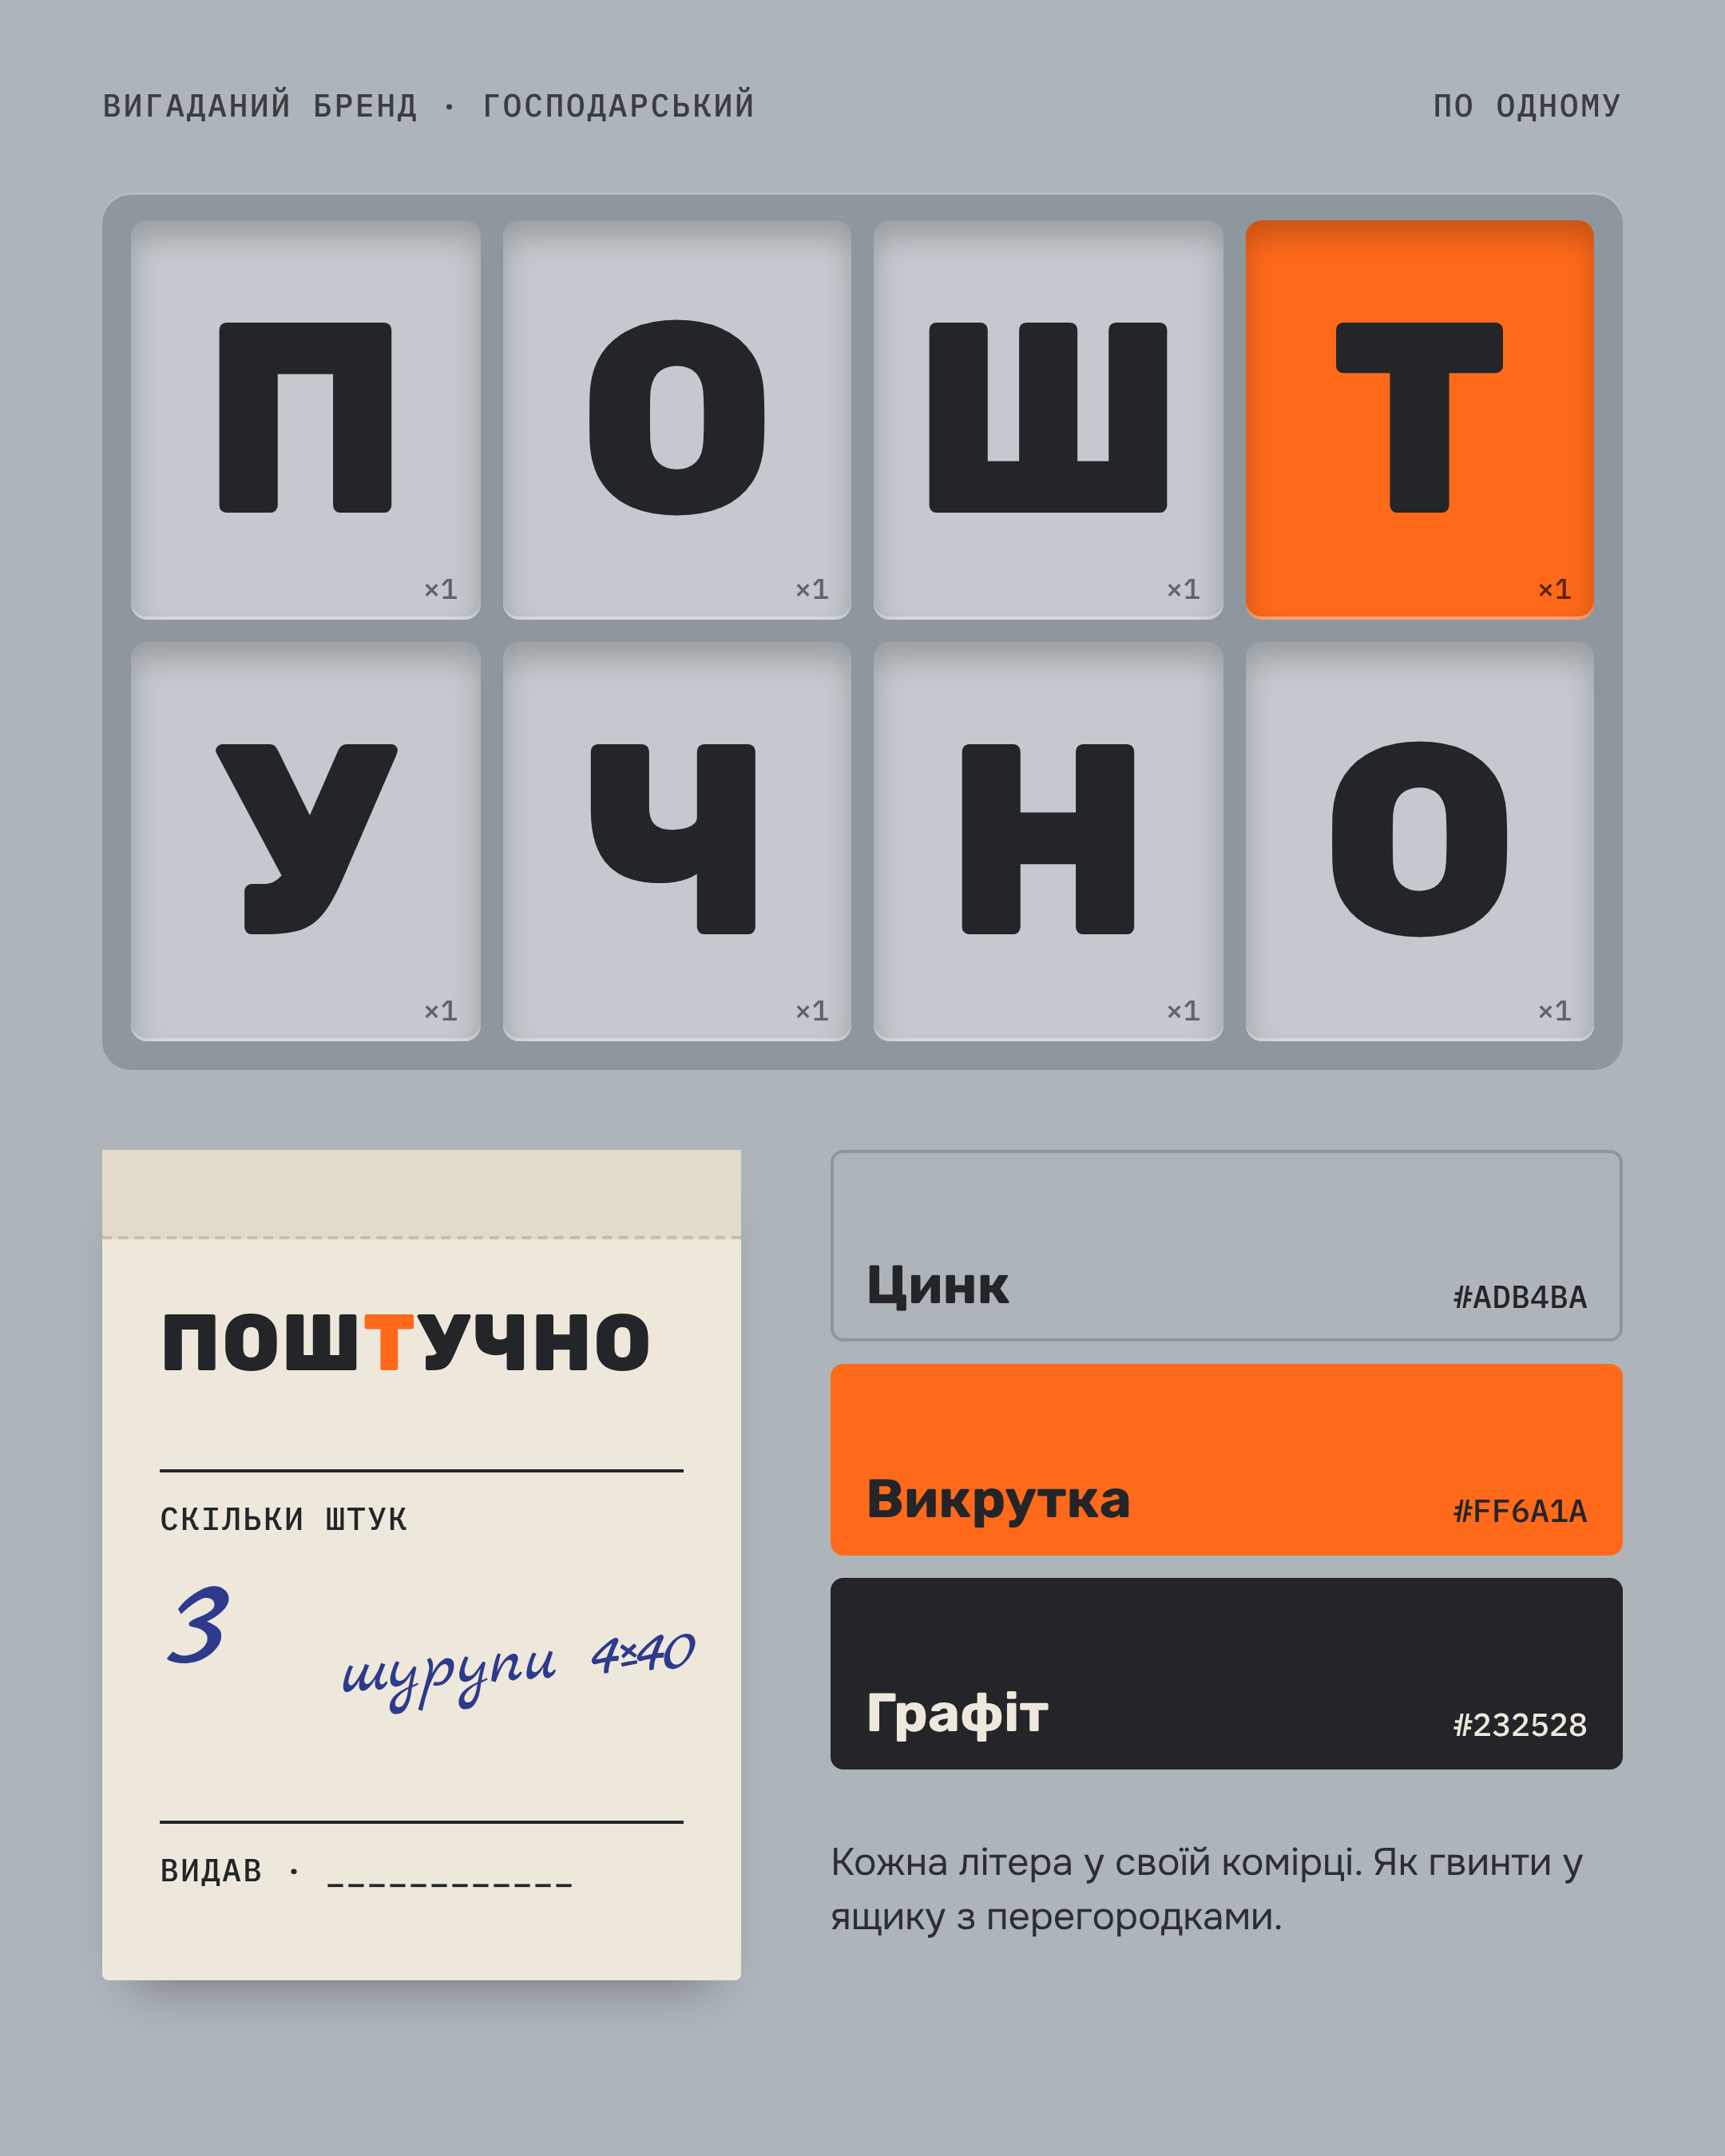 ВИГАДАНИЙ БРЕНД · ГОСПОДАРСЬКИЙ
ПО ОДНОМУ
П О Ш Т
×1 ×1 ×1 ×1
У Ч Н О
×1 ×1 ×1 ×1
ПОШТУЧНО
СКІЛЬКИ ШТУК
3 шурупи 4×40
ВИДАВ · ____________
Цинк #ADB4BA
Викрутка #FF6A1A
Графіт #232528
Кожна літера у своїй комірці. Як гвинти у
ящику з перегородками.